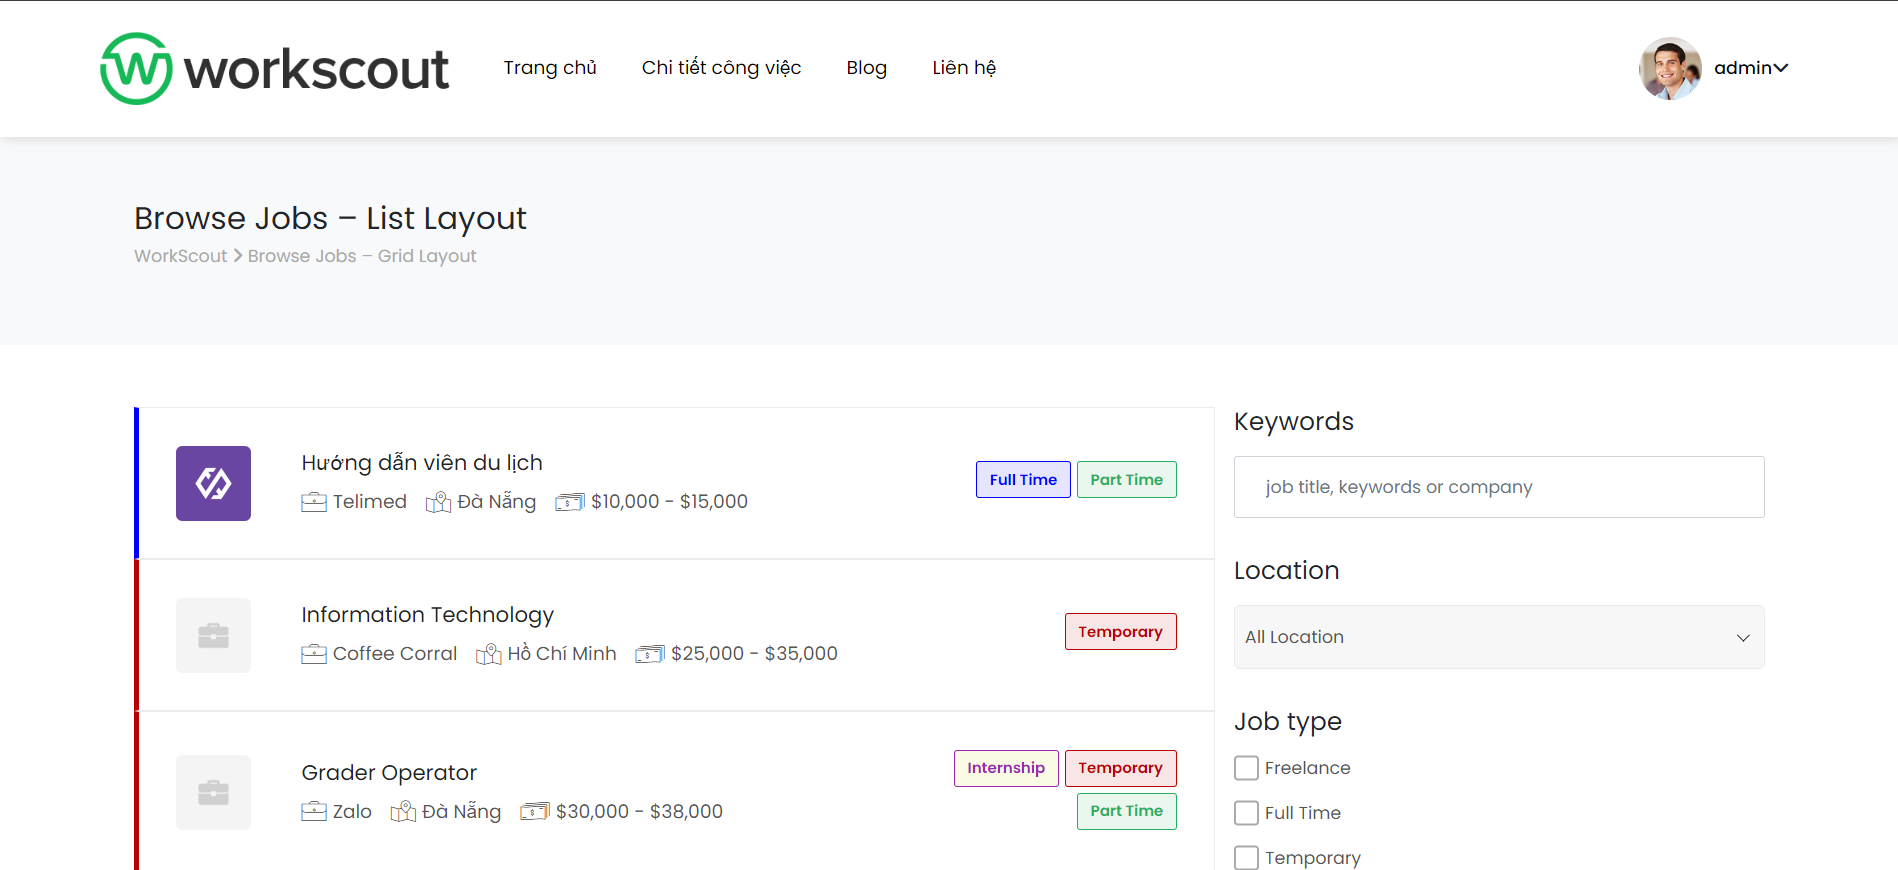 workscout
Trang chủ
Chi tiết công việc
Blog
Liên hệ
admin
Browse Jobs – List Layout
WorkScout > Browse Jobs – Grid Layout
Hướng dẫn viên du lịch
Telimed Đà Nẵng $10,000 - $15,000
Full Time
Part Time
Information Technology
Coffee Corral Hồ Chí Minh $25,000 - $35,000
Temporary
Grader Operator
Zalo Đà Nẵng $30,000 - $38,000
Internship
Temporary
Part Time
Keywords
job title, keywords or company
Location
All Location
Job type
Freelance
Full Time
Temporary